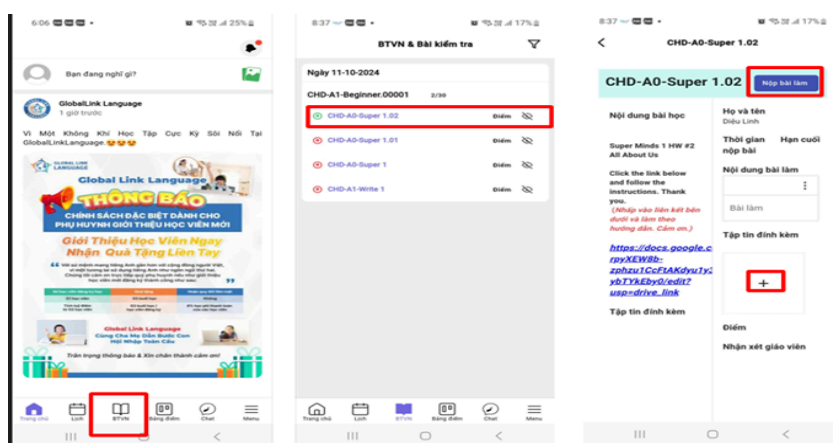 6:06
25%
Bạn đang nghĩ gì?
GlobalLink Language
1 giờ trước
Vì Một Không Khí Học Tập Cực Kỳ Sôi Nổi Tại
GlobalLinkLanguage.
GLOBAL LINK
LANGUAGE
Global Link Language
THÔNG BÁO
CHÍNH SÁCH ĐẶC BIỆT DÀNH CHO
PHỤ HUYNH GIỚI THIỆU HỌC VIÊN MỚI
Giới Thiệu Học Viên Ngay
Nhận Quà Tặng Liền Tay
Global Link Language
Cùng Cha Mẹ Dẫn Bước Con
Hội Nhập Toàn Cầu
Trân trọng thông báo & Xin chân thành cảm ơn!
Trang chủ
Lịch
BTVN
Bảng điểm
Chat
Menu
8:37
17%
BTVN & Bài kiểm tra
Ngày 11-10-2024
CHD-A1-Beginner.00001 2/30
CHD-A0-Super 1.02 Điểm
CHD-A0-Super 1.01 Điểm
CHD-A0-Super 1 Điểm
CHD-A1-Write 1 Điểm
Trang chủ
Lịch
BTVN
Bảng điểm
Chat
Menu
8:37
17%
CHD-A0-Super 1.02
CHD-A0-Super 1.02
Nộp bài làm
Nội dung bài học
Super Minds 1 HW #2
All About Us
Click the link below
and follow the
instructions. Thank
you.
(Nhấp vào liên kết bên
dưới và làm theo
hướng dẫn. Cảm ơn.)
https://docs.google.c
rpyXEW8b-
zphzu1CcFtAKdyu1y3
ybTYkEby0/edit?
usp=drive_link
Tập tin đính kèm
Họ và tên
Diệu Linh
Thời gian Hạn cuối
nộp bài
Nội dung bài làm
Bài làm
Tập tin đính kèm
+
Điểm
Nhận xét giáo viên